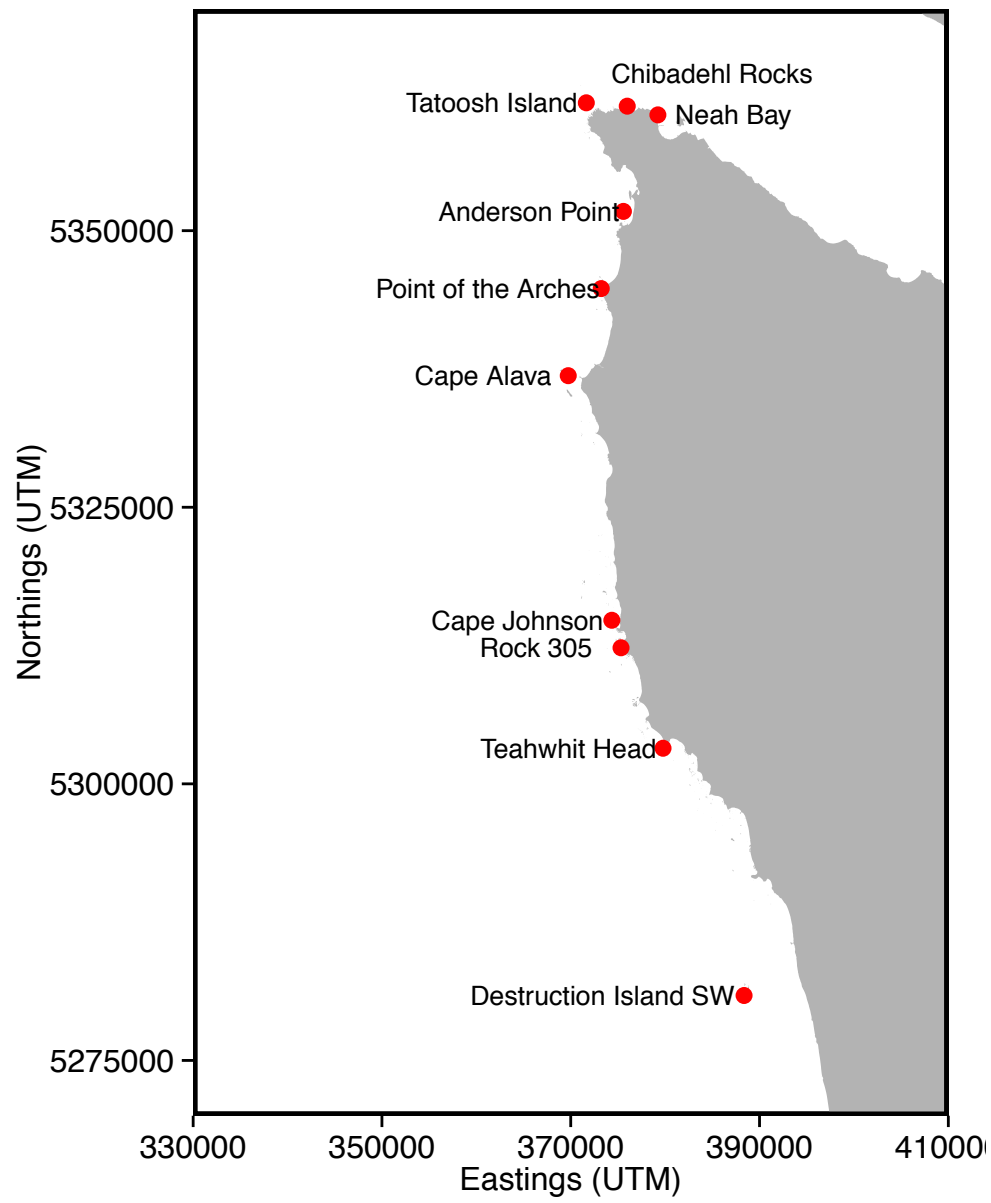 Chibadehl Rocks
Tatoosh Island
Neah Bay
Anderson Point
5350000
Point of the Arches
Cape Alava
5325000
Northings (UTM)
Cape Johnson
Rock 305
Teahwhit Head
5300000
Destruction Island SW
5275000
330000
350000
370000
390000
410000
Eastings (UTM)